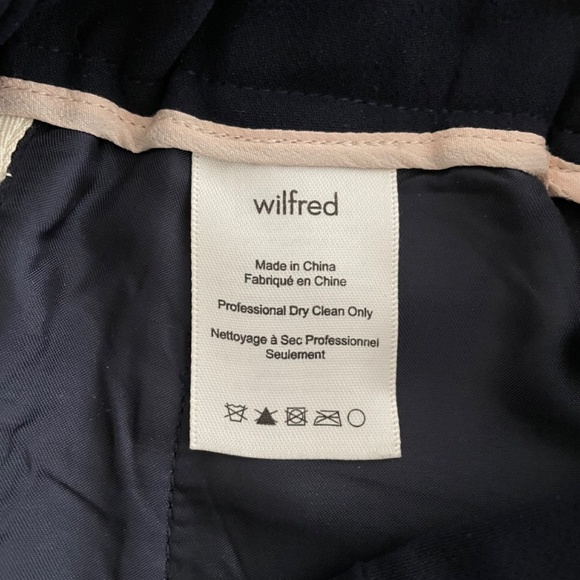 wilfred
Made in China
Fabriqué en Chine
Professional Dry Clean Only
Nettoyage à Sec Professionnel
Seulement